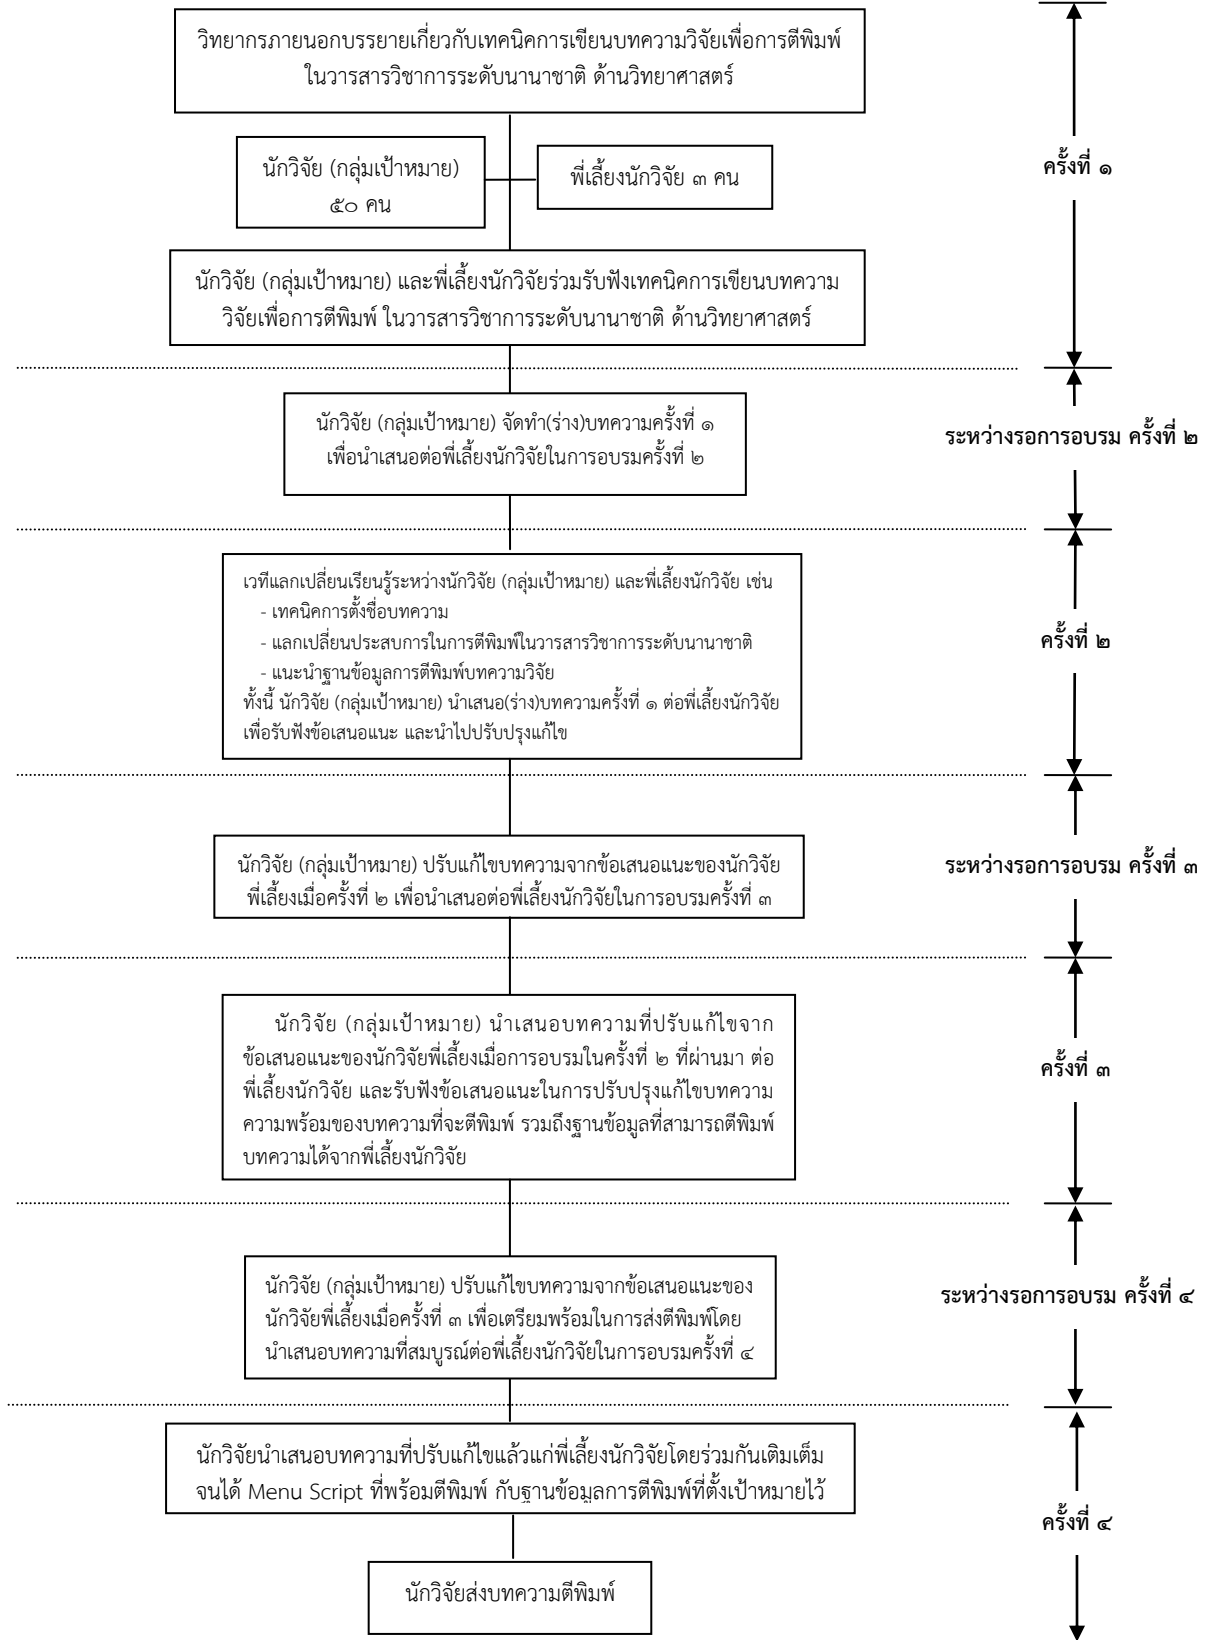 วิทยากรภายนอกบรรยายเกี่ยวกับเทคนิคการเขียนบทความวิจัยเพื่อการตีพิมพ์
ในวารสารวิชาการระดับนานาชาติ ด้านวิทยาศาสตร์
นักวิจัย (กลุ่มเป้าหมาย)
๕๐ คน
พี่เลี้ยงนักวิจัย ๓ คน
ครั้งที่ ๑
นักวิจัย (กลุ่มเป้าหมาย) และพี่เลี้ยงนักวิจัยร่วมรับฟังเทคนิคการเขียนบทความ
วิจัยเพื่อการตีพิมพ์ ในวารสารวิชาการระดับนานาชาติ ด้านวิทยาศาสตร์
นักวิจัย (กลุ่มเป้าหมาย) จัดทำ(ร่าง)บทความครั้งที่ ๑
เพื่อนำเสนอต่อพี่เลี้ยงนักวิจัยในการอบรมครั้งที่ ๒
ระหว่างรอการอบรม ครั้งที่ ๒
เวทีแลกเปลี่ยนเรียนรู้ระหว่างนักวิจัย (กลุ่มเป้าหมาย) และพี่เลี้ยงนักวิจัย เช่น
- เทคนิคการตั้งชื่อบทความ
- แลกเปลี่ยนประสบการในการตีพิมพ์ในวารสารวิชาการระดับนานาชาติ
- แนะนำฐานข้อมูลการตีพิมพ์บทความวิจัย
ทั้งนี้ นักวิจัย (กลุ่มเป้าหมาย) นำเสนอ(ร่าง)บทความครั้งที่ ๑ ต่อพี่เลี้ยงนักวิจัย
เพื่อรับฟังข้อเสนอแนะ และนำไปปรับปรุงแก้ไข
ครั้งที่ ๒
นักวิจัย (กลุ่มเป้าหมาย) ปรับแก้ไขบทความจากข้อเสนอแนะของนักวิจัย
พี่เลี้ยงเมื่อครั้งที่ ๒ เพื่อนำเสนอต่อพี่เลี้ยงนักวิจัยในการอบรมครั้งที่ ๓
ระหว่างรอการอบรม ครั้งที่ ๓
นักวิจัย (กลุ่มเป้าหมาย) นำเสนอบทความที่ปรับแก้ไขจาก
ข้อเสนอแนะของนักวิจัยพี่เลี้ยงเมื่อการอบรมในครั้งที่ ๒ ที่ผ่านมา ต่อ
พี่เลี้ยงนักวิจัย และรับฟังข้อเสนอแนะในการปรับปรุงแก้ไขบทความ
ความพร้อมของบทความที่จะตีพิมพ์ รวมถึงฐานข้อมูลที่สามารถตีพิมพ์
บทความได้จากพี่เลี้ยงนักวิจัย
ครั้งที่ ๓
นักวิจัย (กลุ่มเป้าหมาย) ปรับแก้ไขบทความจากข้อเสนอแนะของ
นักวิจัยพี่เลี้ยงเมื่อครั้งที่ ๓ เพื่อเตรียมพร้อมในการส่งตีพิมพ์โดย
นำเสนอบทความที่สมบูรณ์ต่อพี่เลี้ยงนักวิจัยในการอบรมครั้งที่ ๔
ระหว่างรอการอบรม ครั้งที่ ๔
นักวิจัยนำเสนอบทความที่ปรับแก้ไขแล้วแก่พี่เลี้ยงนักวิจัยโดยร่วมกันเติมเต็ม
จนได้ Menu Script ที่พร้อมตีพิมพ์ กับฐานข้อมูลการตีพิมพ์ที่ตั้งเป้าหมายไว้
ครั้งที่ ๔
นักวิจัยส่งบทความตีพิมพ์